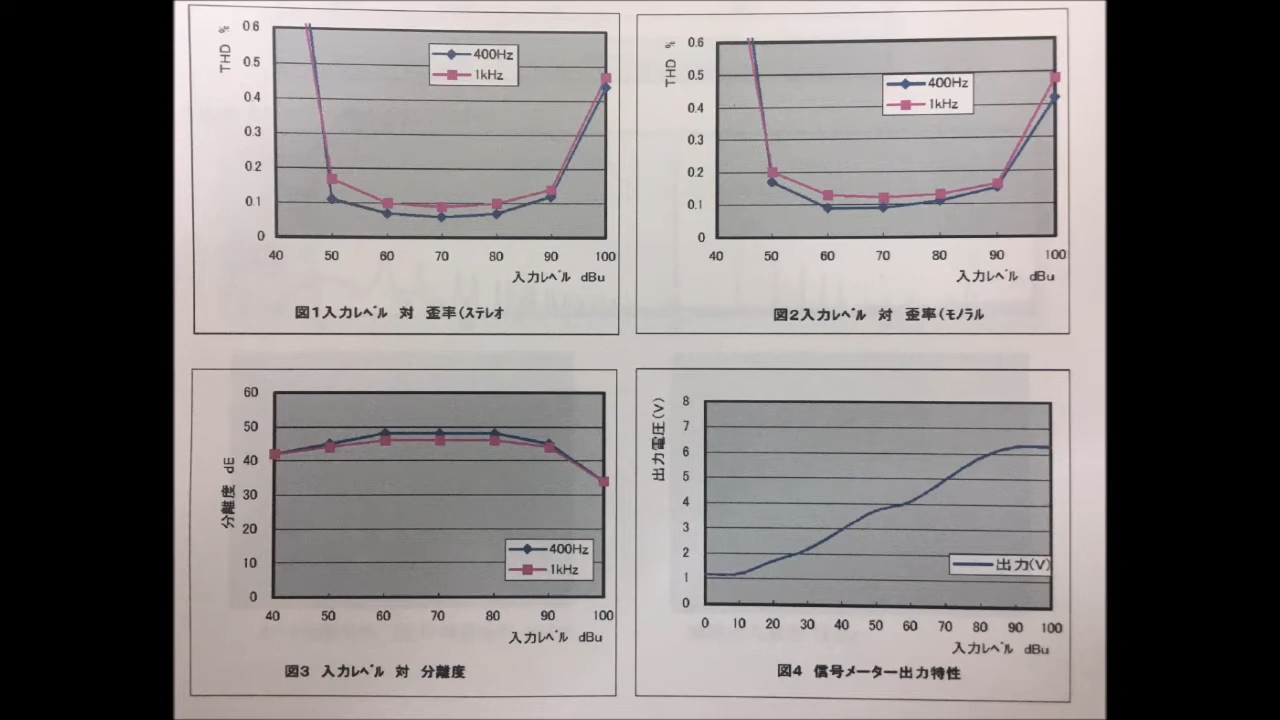 THD %
0.6
0.5
0.4
0.3
0.2
0.1
0
400Hz
1kHz
40 50 60 70 80 90 100
入力レベル dBu
図1入力レベル 対 歪率(ステレオ
THD %
0.6
0.5
0.4
0.3
0.2
0.1
0
400Hz
1kHz
40 50 60 70 80 90 100
入力レベル dBu
図2入力レベル 対 歪率(モノラル
分離度 dE
60
50
40
30
20
10
0
400Hz
1kHz
40 50 60 70 80 90 100
入力レベル dBu
図3 入力レベル 対 分離度
出力電圧(V)
8
7
6
5
4
3
2
1
0
出力(V)
0 10 20 30 40 50 60 70 80 90 100
入力レベル dBu
図4 信号メーター出力特性